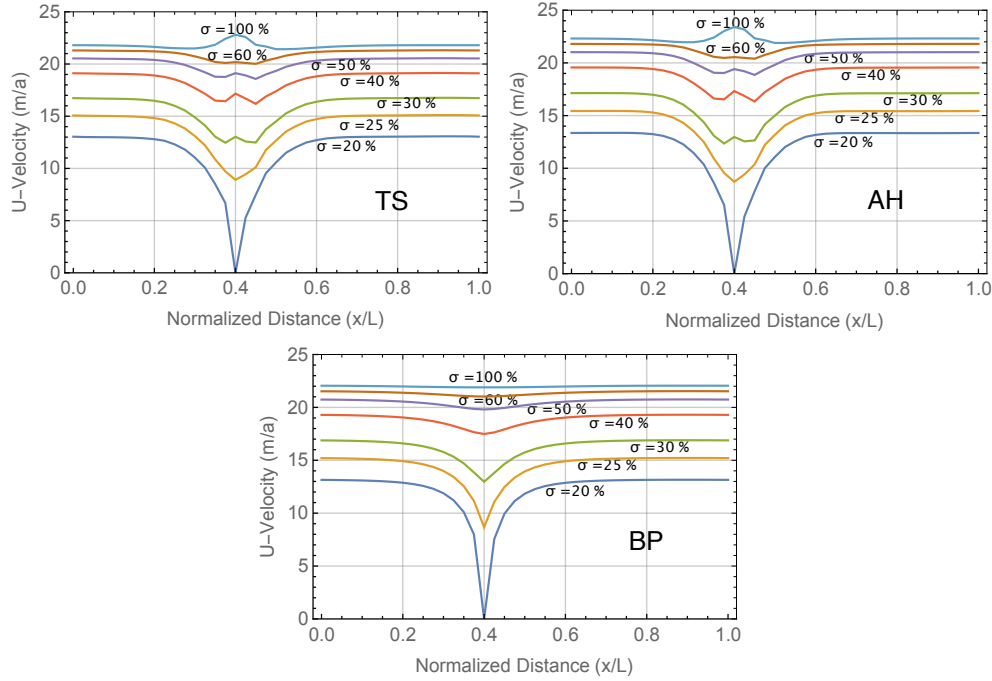 25
20
15
10
5
0
U-Velocity (m/a)
σ =100 %
σ = 60 %
σ = 50 %
σ = 40 %
σ = 30 %
σ = 25 %
σ = 20 %
TS
0.0 0.2 0.4 0.6 0.8 1.0
Normalized Distance (x/L)
25
20
15
10
5
0
U-Velocity (m/a)
σ =100 %
σ = 60 %
σ =50 %
σ = 40 %
σ =30 %
σ = 25 %
σ =20 %
AH
0.0 0.2 0.4 0.6 0.8 1.0
Normalized Distance (x/L)
25
20
15
10
5
0
U-Velocity (m/a)
σ =100 %
σ =60 %
σ =50 %
σ = 40 %
σ =30 %
σ =25 %
σ =20 %
BP
0.0 0.2 0.4 0.6 0.8 1.0
Normalized Distance (x/L)